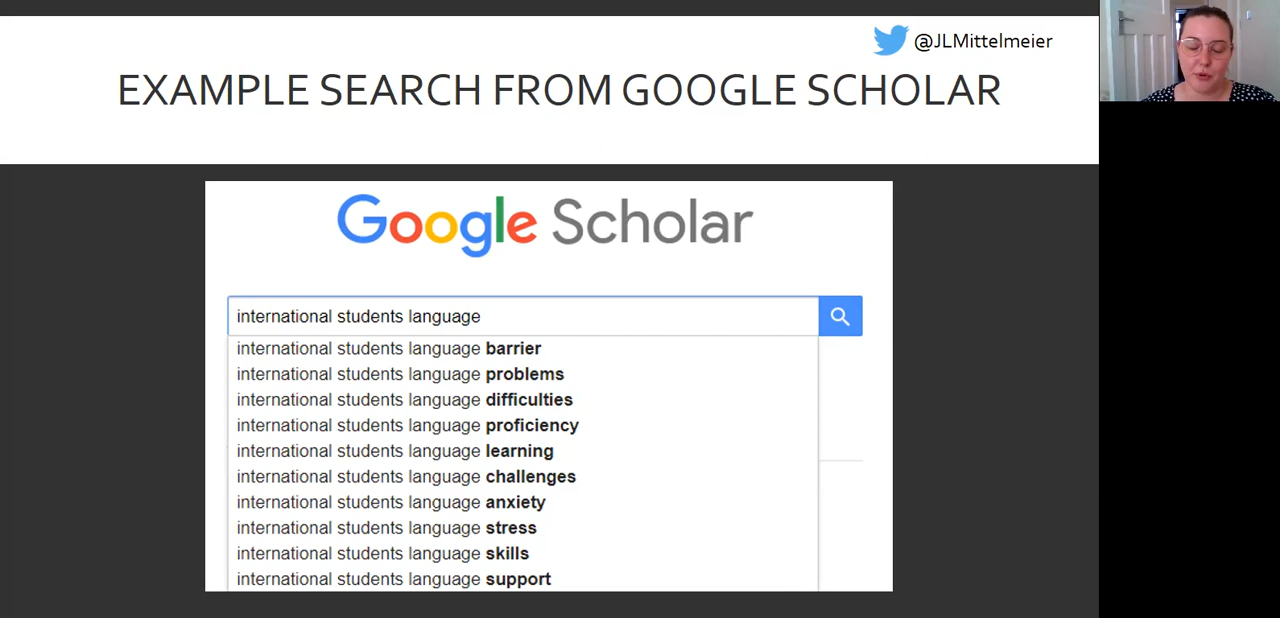 @JLMittelmeier
EXAMPLE SEARCH FROM GOOGLE SCHOLAR
Google Scholar
international students language
international students language barrier
international students language problems
international students language difficulties
international students language proficiency
international students language learning
international students language challenges
international students language anxiety
international students language stress
international students language skills
international students language support